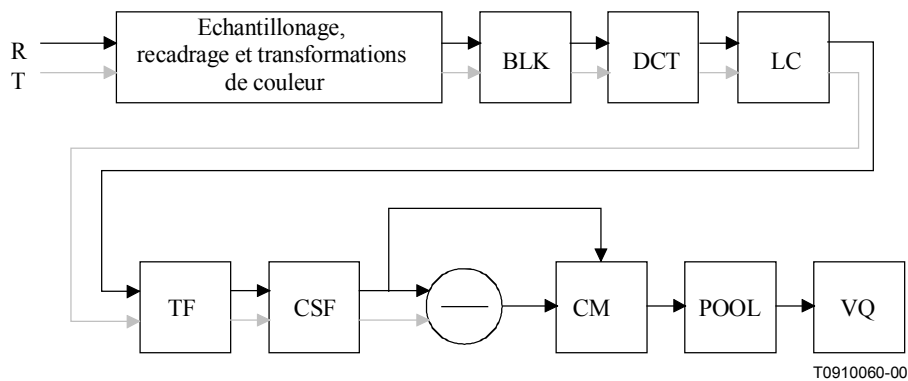 Echantillonage,
recadrage et transformations
de couleur
R
T
BLK
DCT
LC
TF
CSF
CM
POOL
VQ
T0910060-00